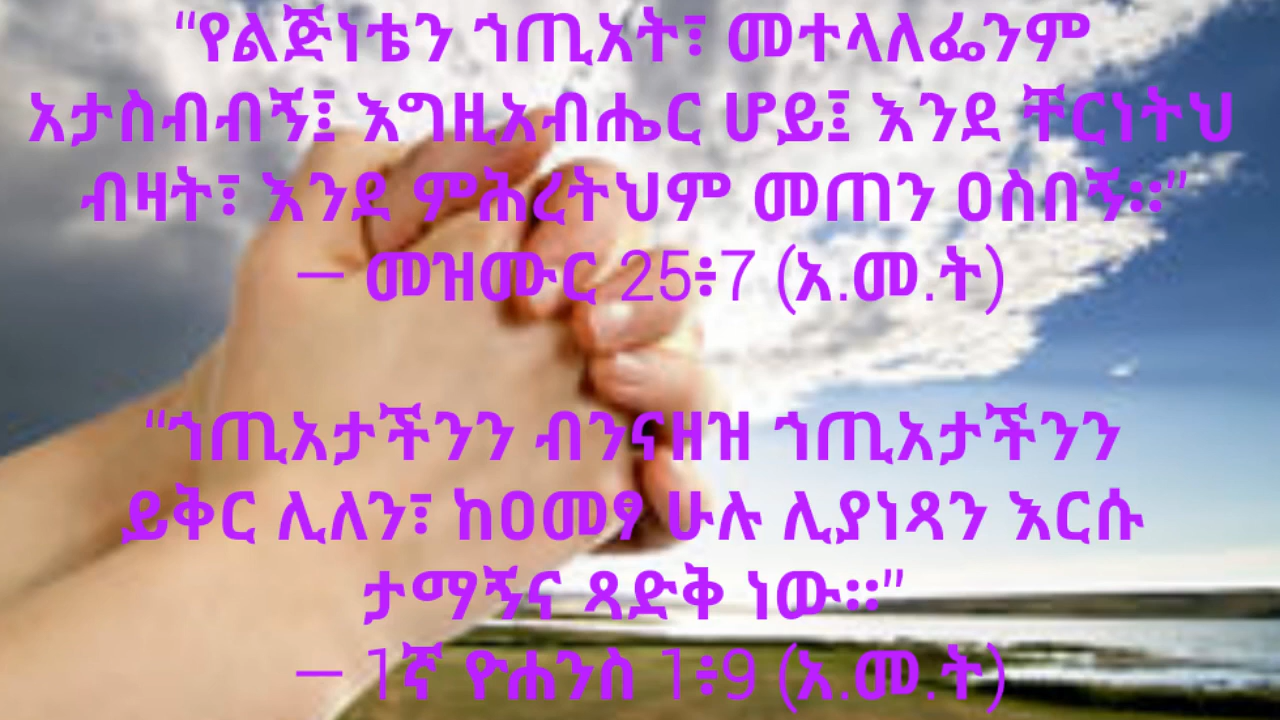 “የልጅነቴን ኀጢአት፣ መተላለፌንም
አታስብብኝ፤ እግዚአብሔር ሆይ፤ እንደ ቸርነትህ
ብዛት፣ እንደ ምሕረትህም መጠን ዐስበኝ።”
— መዝሙር 25፥7 (አ.መ.ት)
“ኀጢአታችንን ብንናዘዝ ኀጢአታችንን
ይቅር ሊለን፣ ከዐመፃ ሁሉ ሊያነጻን እርሱ
ታማኝና ጻድቅ ነው።”
— 1ኛ ዮሐንስ 1፥9 (አ.መ.ት)